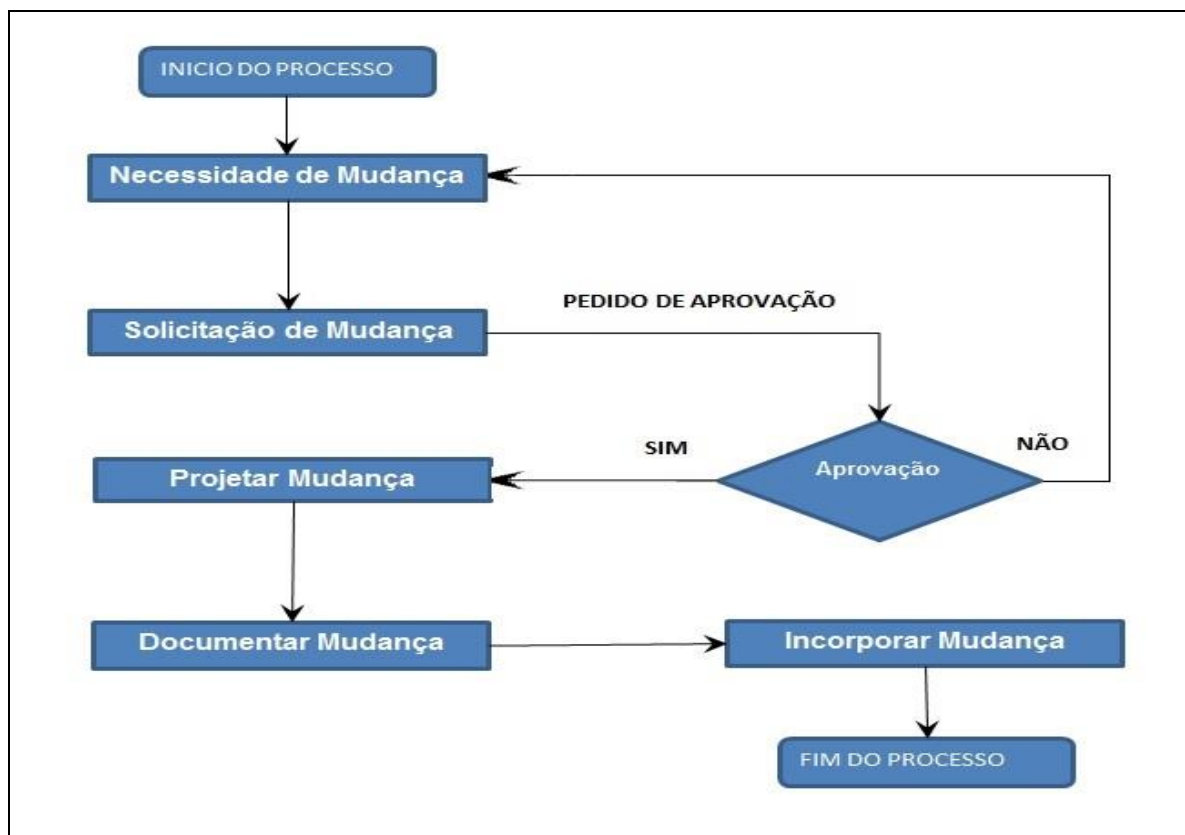 INICIO DO PROCESSO
Necessidade de Mudança
Solicitação de Mudança
PEDIDO DE APROVAÇÃO
Aprovação
SIM
NÃO
Projetar Mudança
Documentar Mudança
Incorporar Mudança
FIM DO PROCESSO